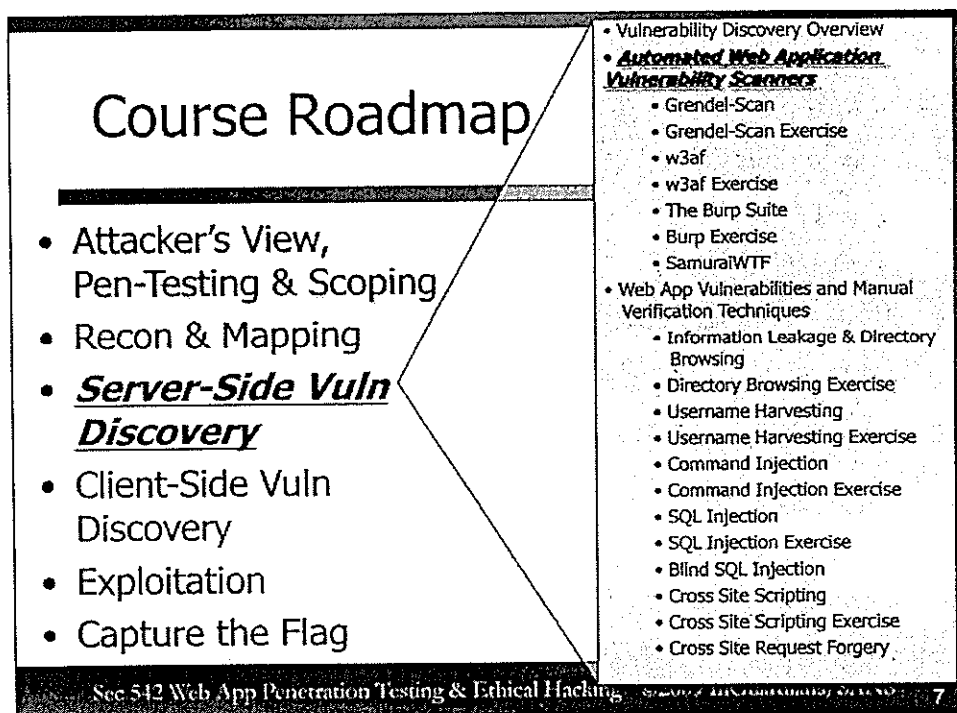 Course Roadmap
• Attacker's View,
Pen-Testing & Scoping
• Recon & Mapping
• Server-Side Vuln
Discovery
• Client-Side Vuln
Discovery
• Exploitation
• Capture the Flag
• Vulnerability Discovery Overview
• Automated Web Application
Vulnerability Scanners
• Grendel-Scan
• Grendel-Scan Exercise
• w3af
• w3af Exercise
• The Burp Suite
• Burp Exercise
• SamuraiWTF
• Web App Vulnerabilities and Manual
Verification Techniques
• Information Leakage & Directory
Browsing
• Directory Browsing Exercise
• Username Harvesting
• Username Harvesting Exercise
• Command Injection
• Command Injection Exercise
• SQL Injection
• SQL Injection Exercise
• Blind SQL Injection
• Cross Site Scripting
• Cross Site Scripting Exercise
• Cross Site Request Forgery
Sec 542 Web App Penetration Testing & Ethical Hacking
7